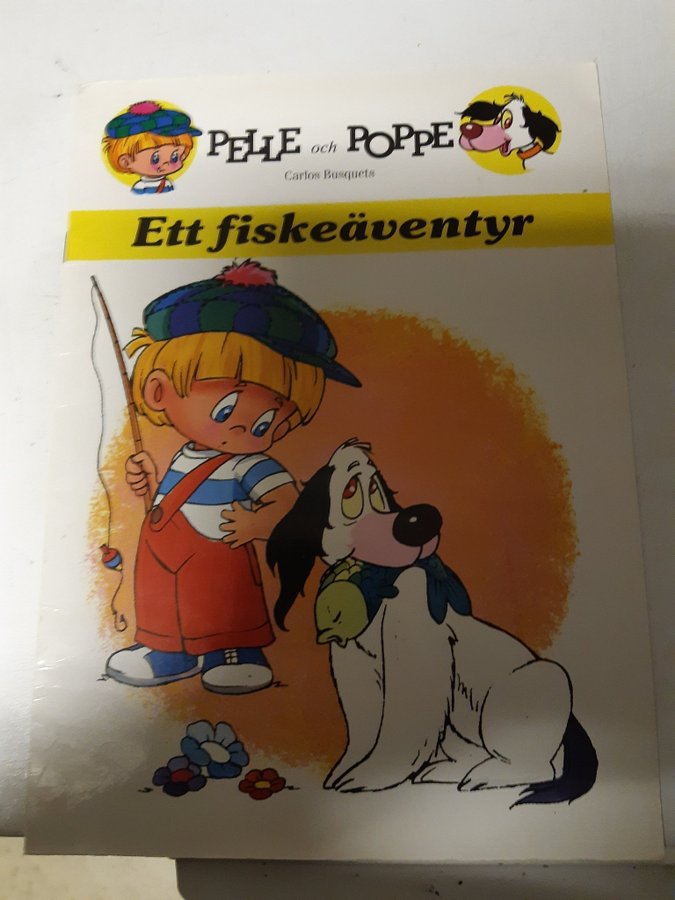 PELLE och POPPE
Carlos Busquets
Ett fiskeäventyr